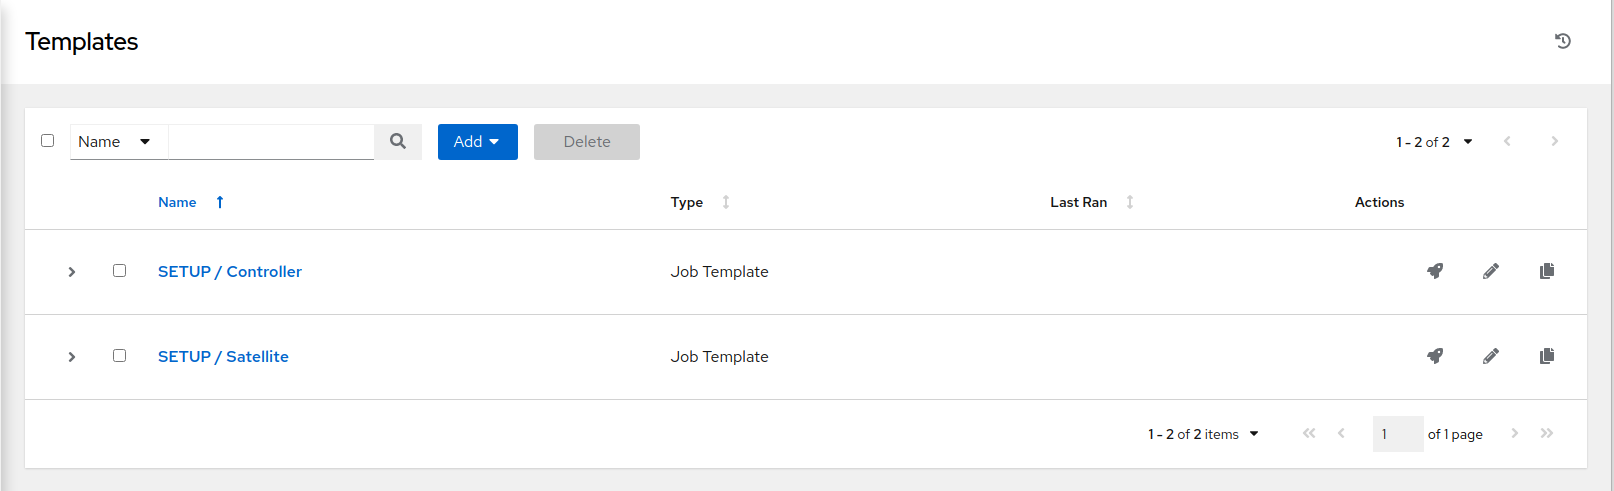 Templates
Name Add Delete 1 - 2 of 2
Name Type Last Ran Actions
SETUP / Controller Job Template
SETUP / Satellite Job Template
1 - 2 of 2 items 1 of 1 page